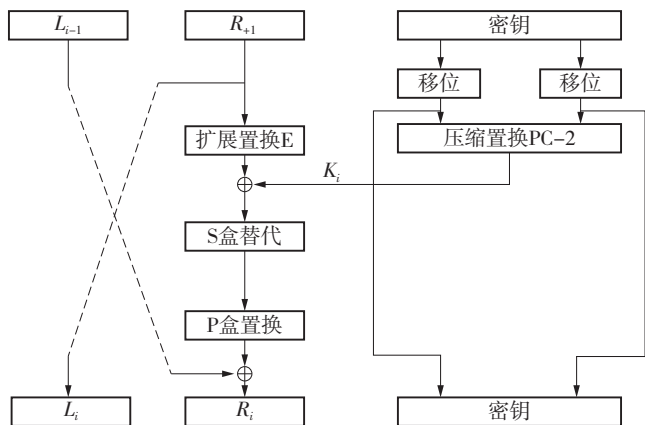 L_{i-1} R_{+1} 密钥
移位 移位
扩展置换E 压缩置换PC-2
K_i
S盒替代
P盒置换
L_i R_i 密钥